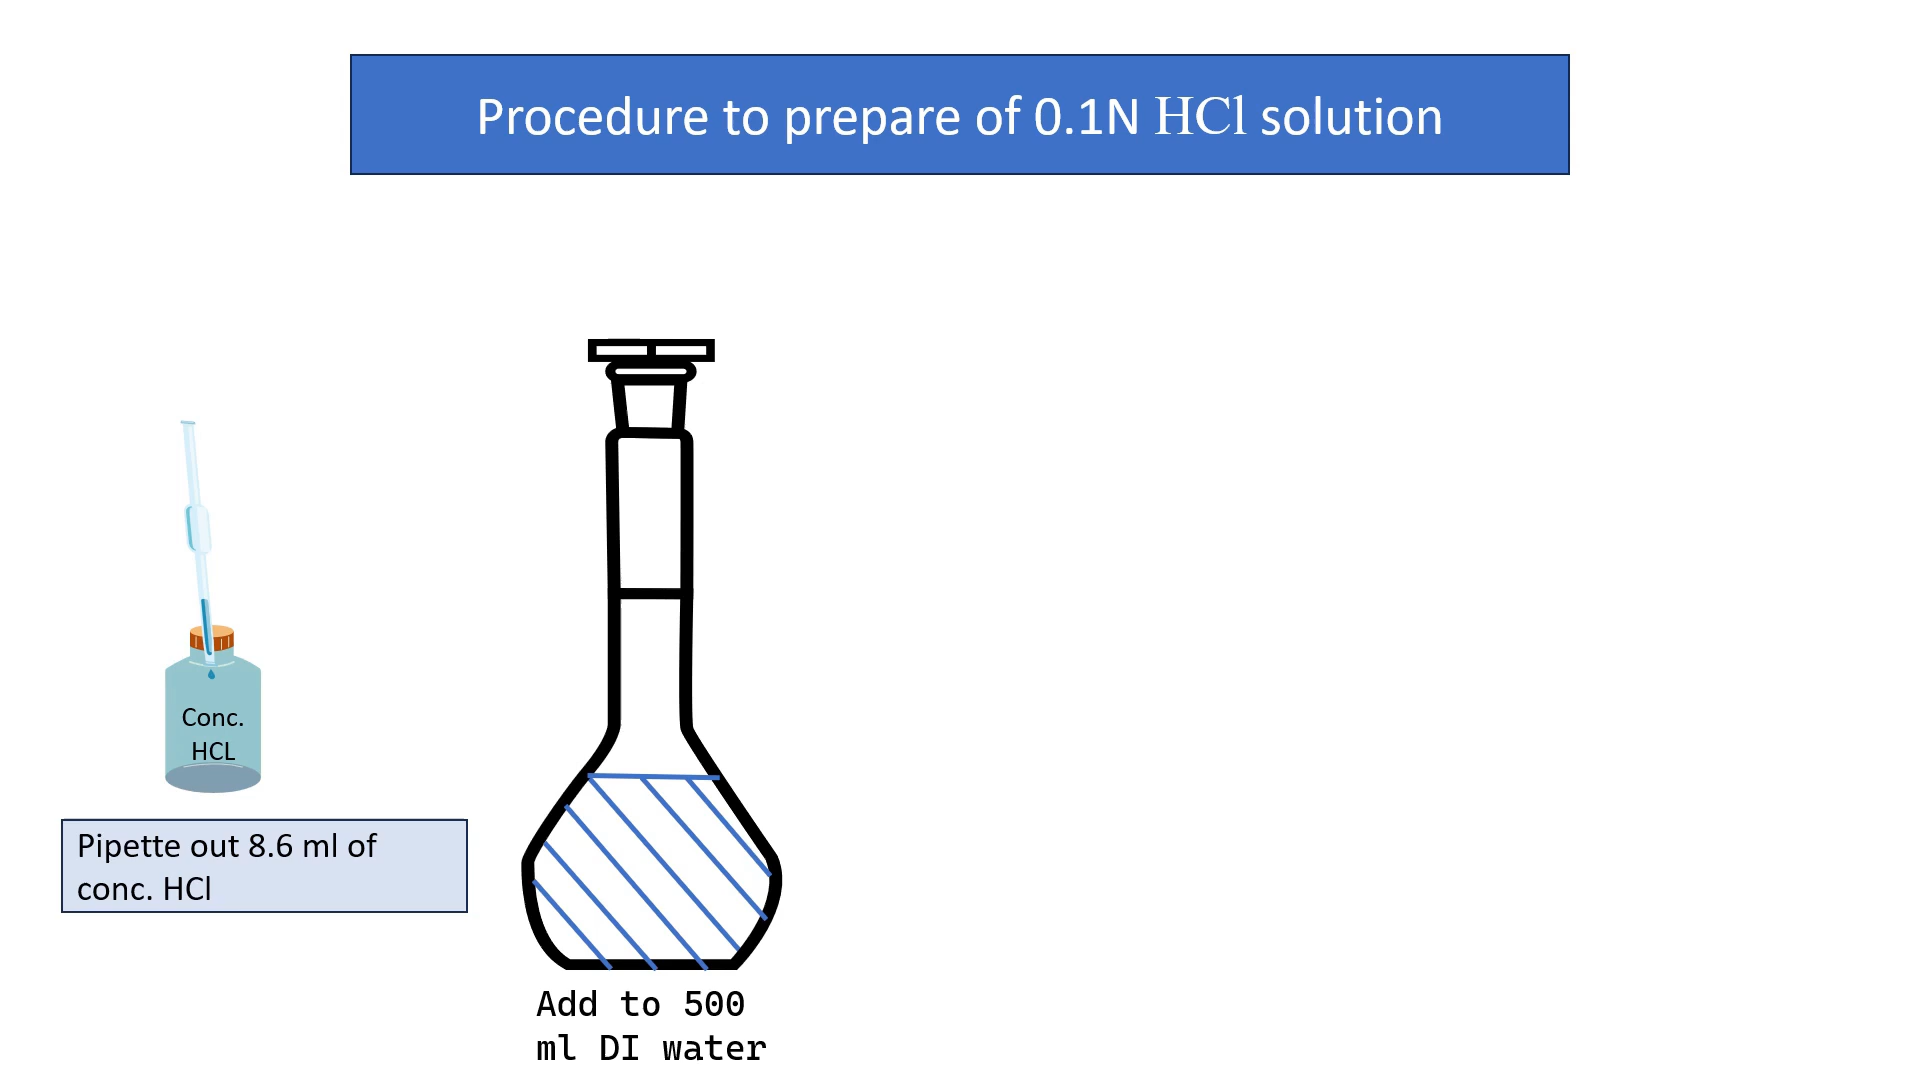 Procedure to prepare of 0.1N HCl solution
Conc.
HCL
Pipette out 8.6 ml of
conc. HCl
Add to 500
ml DI water